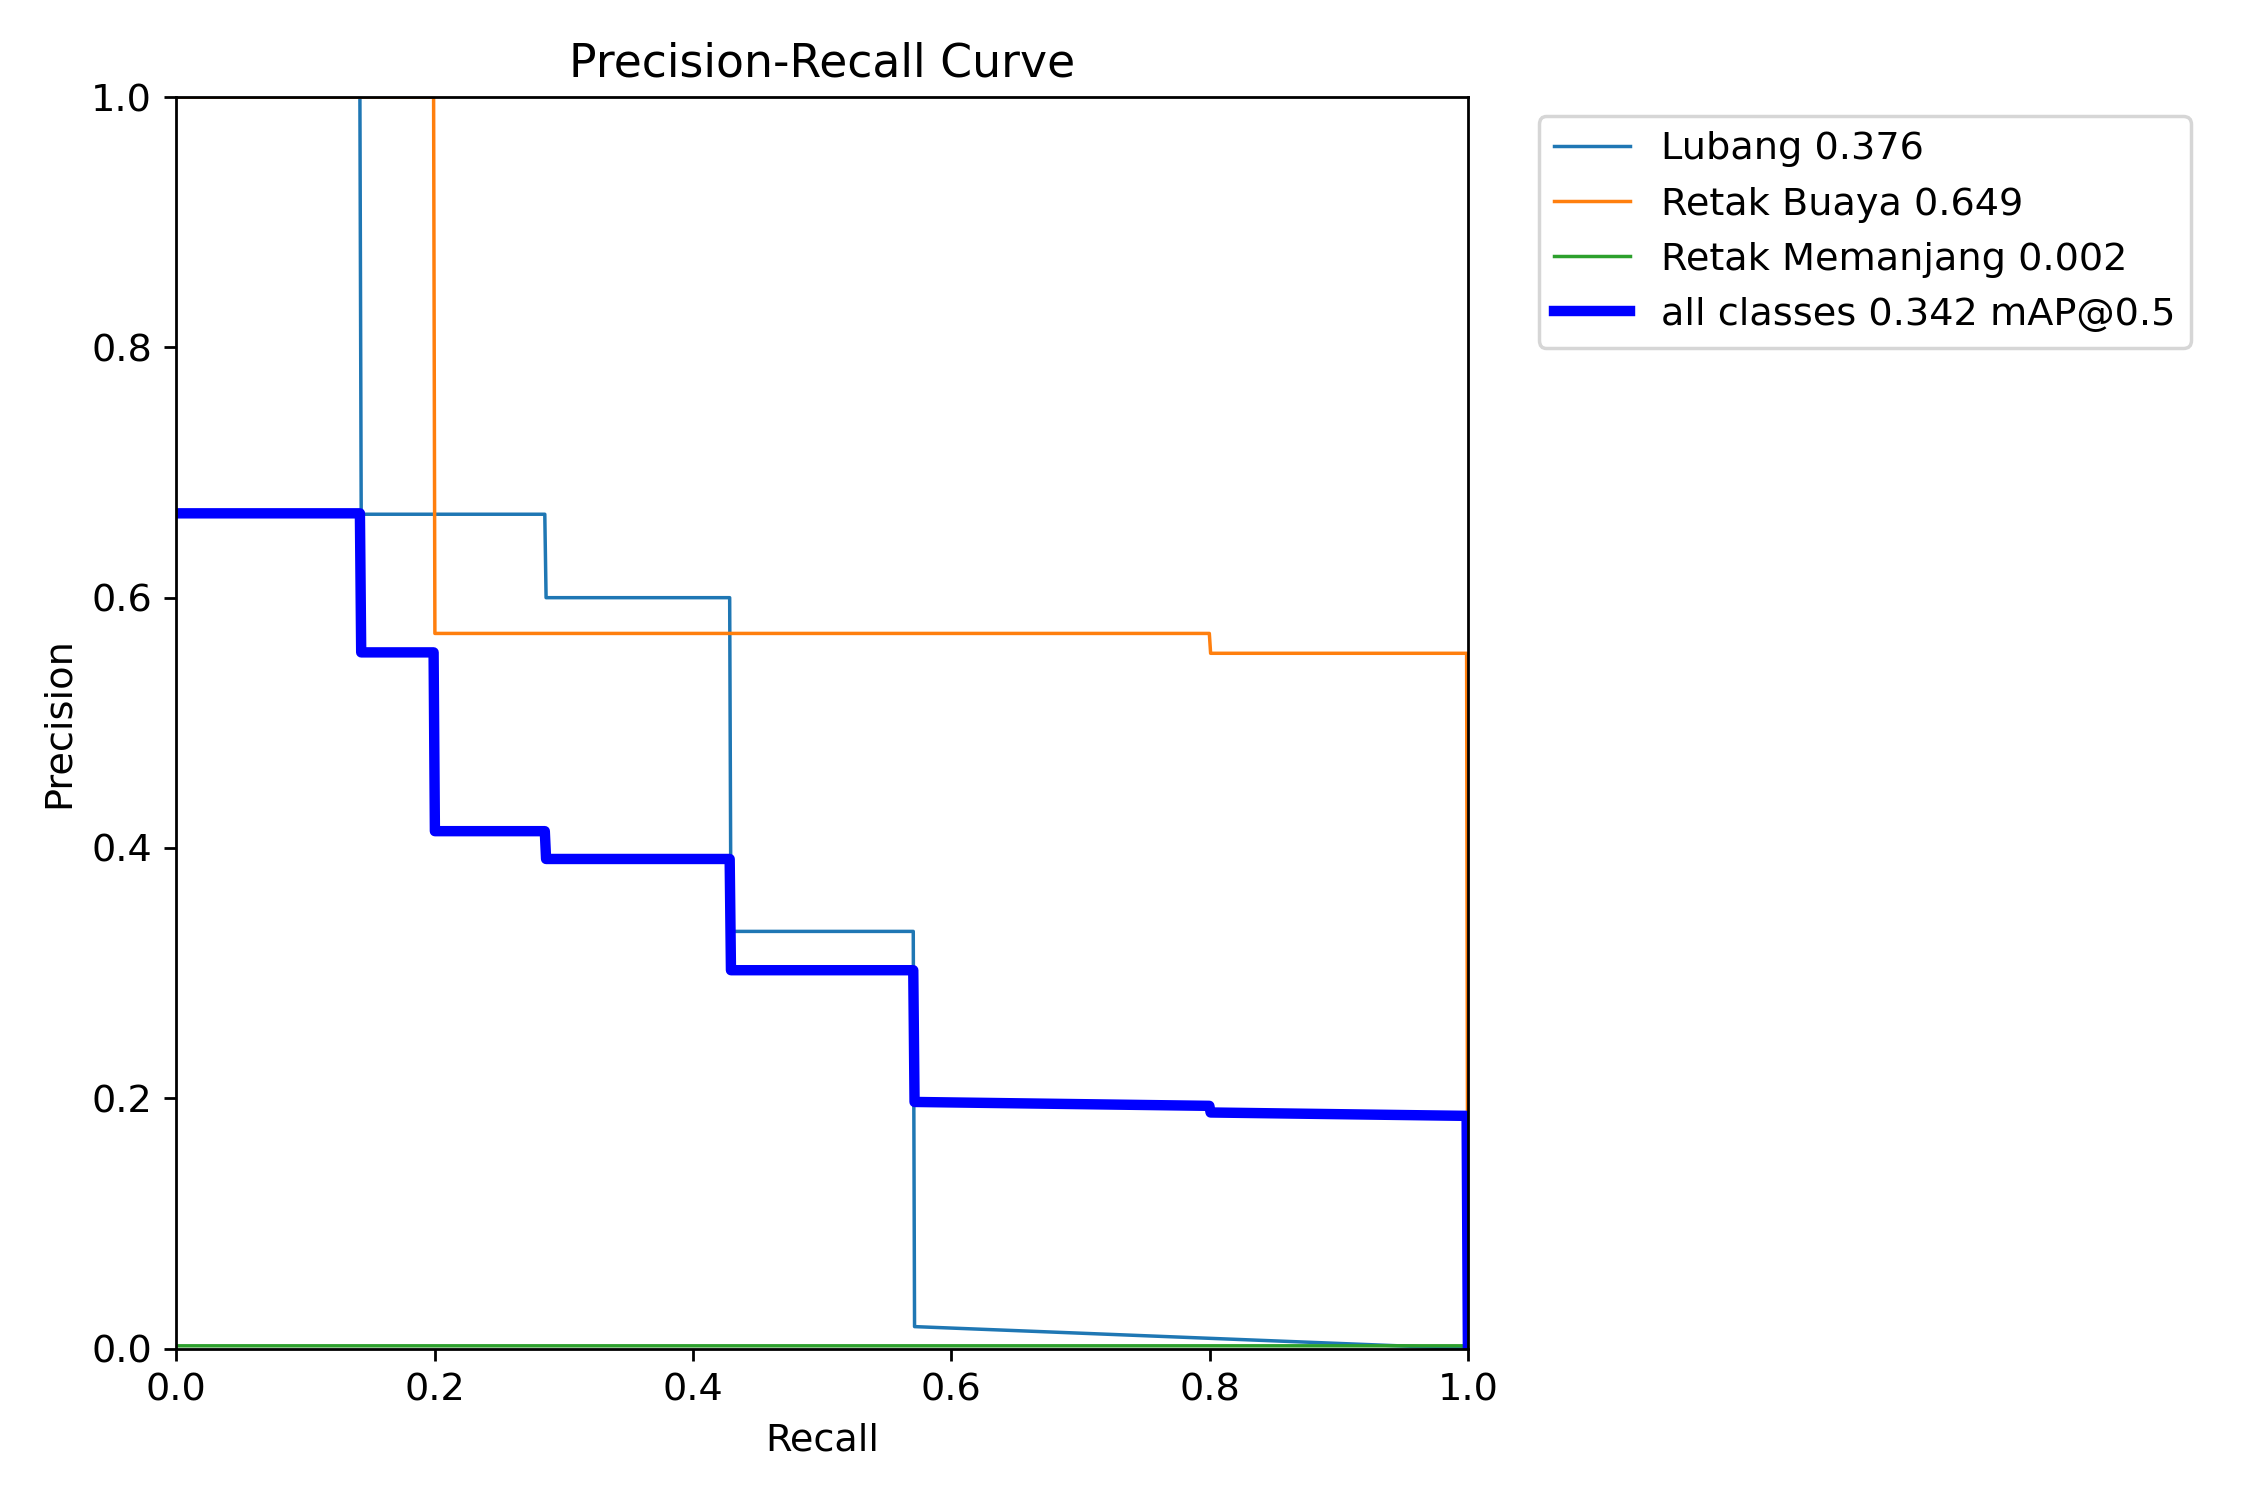 Precision-Recall Curve
1.0
0.8
0.6
0.4
0.2
0.0
Precision
0.0 0.2 0.4 0.6 0.8 1.0
Recall
Lubang 0.376
Retak Buaya 0.649
Retak Memanjang 0.002
all classes 0.342 mAP@0.5